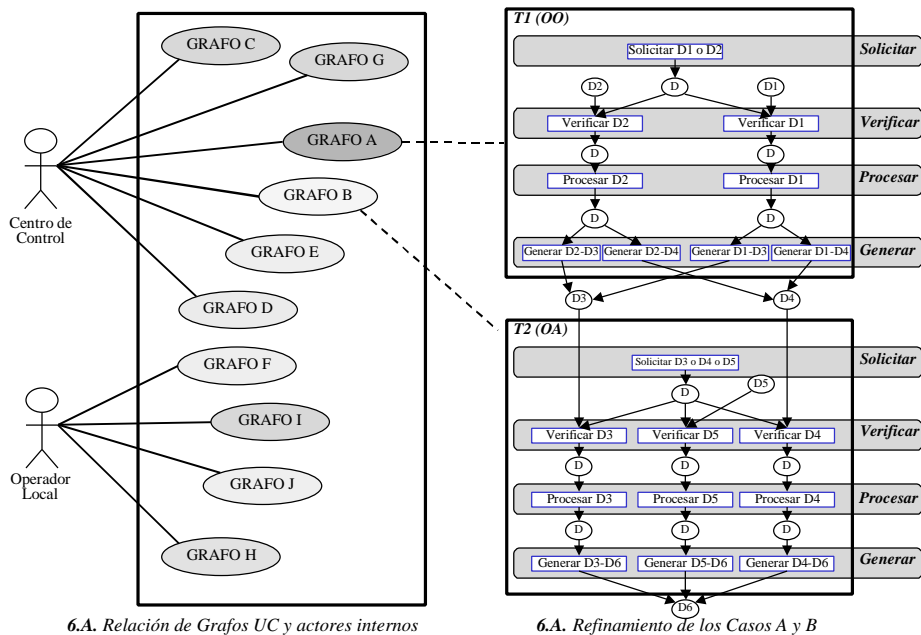 GRAFO C
GRAFO G
GRAFO A
GRAFO B
GRAFO E
GRAFO D
GRAFO F
GRAFO I
GRAFO J
GRAFO H
Centro de
Control
Operador
Local
6.A. Relación de Grafos UC y actores internos
T1 (OO)
Solicitar D1 o D2
Solicitar
D2
D
D1
Verificar D2
Verificar D1
Verificar
D
D
Procesar D2
Procesar D1
Procesar
D
D
Generar D2-D3
Generar D2-D4
Generar D1-D3
Generar D1-D4
Generar
D3
D4
T2 (OA)
Solicitar D3 o D4 o D5
Solicitar
D
D5
Verificar D3
Verificar D5
Verificar D4
Verificar
D
D
D
Procesar D3
Procesar D5
Procesar D4
Procesar
D
D
D
Generar D3-D6
Generar D5-D6
Generar D4-D6
Generar
D6
6.A. Refinamiento de los Casos A y B